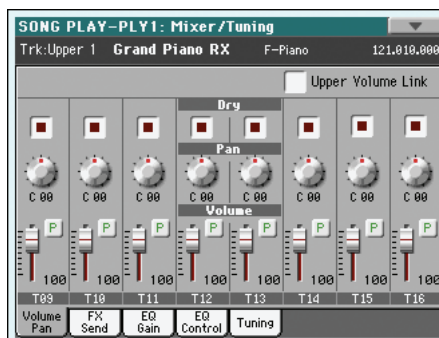 SONG PLAY-PLY1: Mixer/Tuning
Trk:Upper 1 Grand Piano RX F-Piano 121.010.000
Upper Volume Link
Dry
Pan
C 00 C 00 C 00 C 00 C 00 C 00 C 00 C 00
Volume
P P P P P P P P
100 100 100 100 100 100 100 100
T09 T10 T11 T12 T13 T14 T15 T16
Volume Pan FX Send EQ Gain EQ Control Tuning